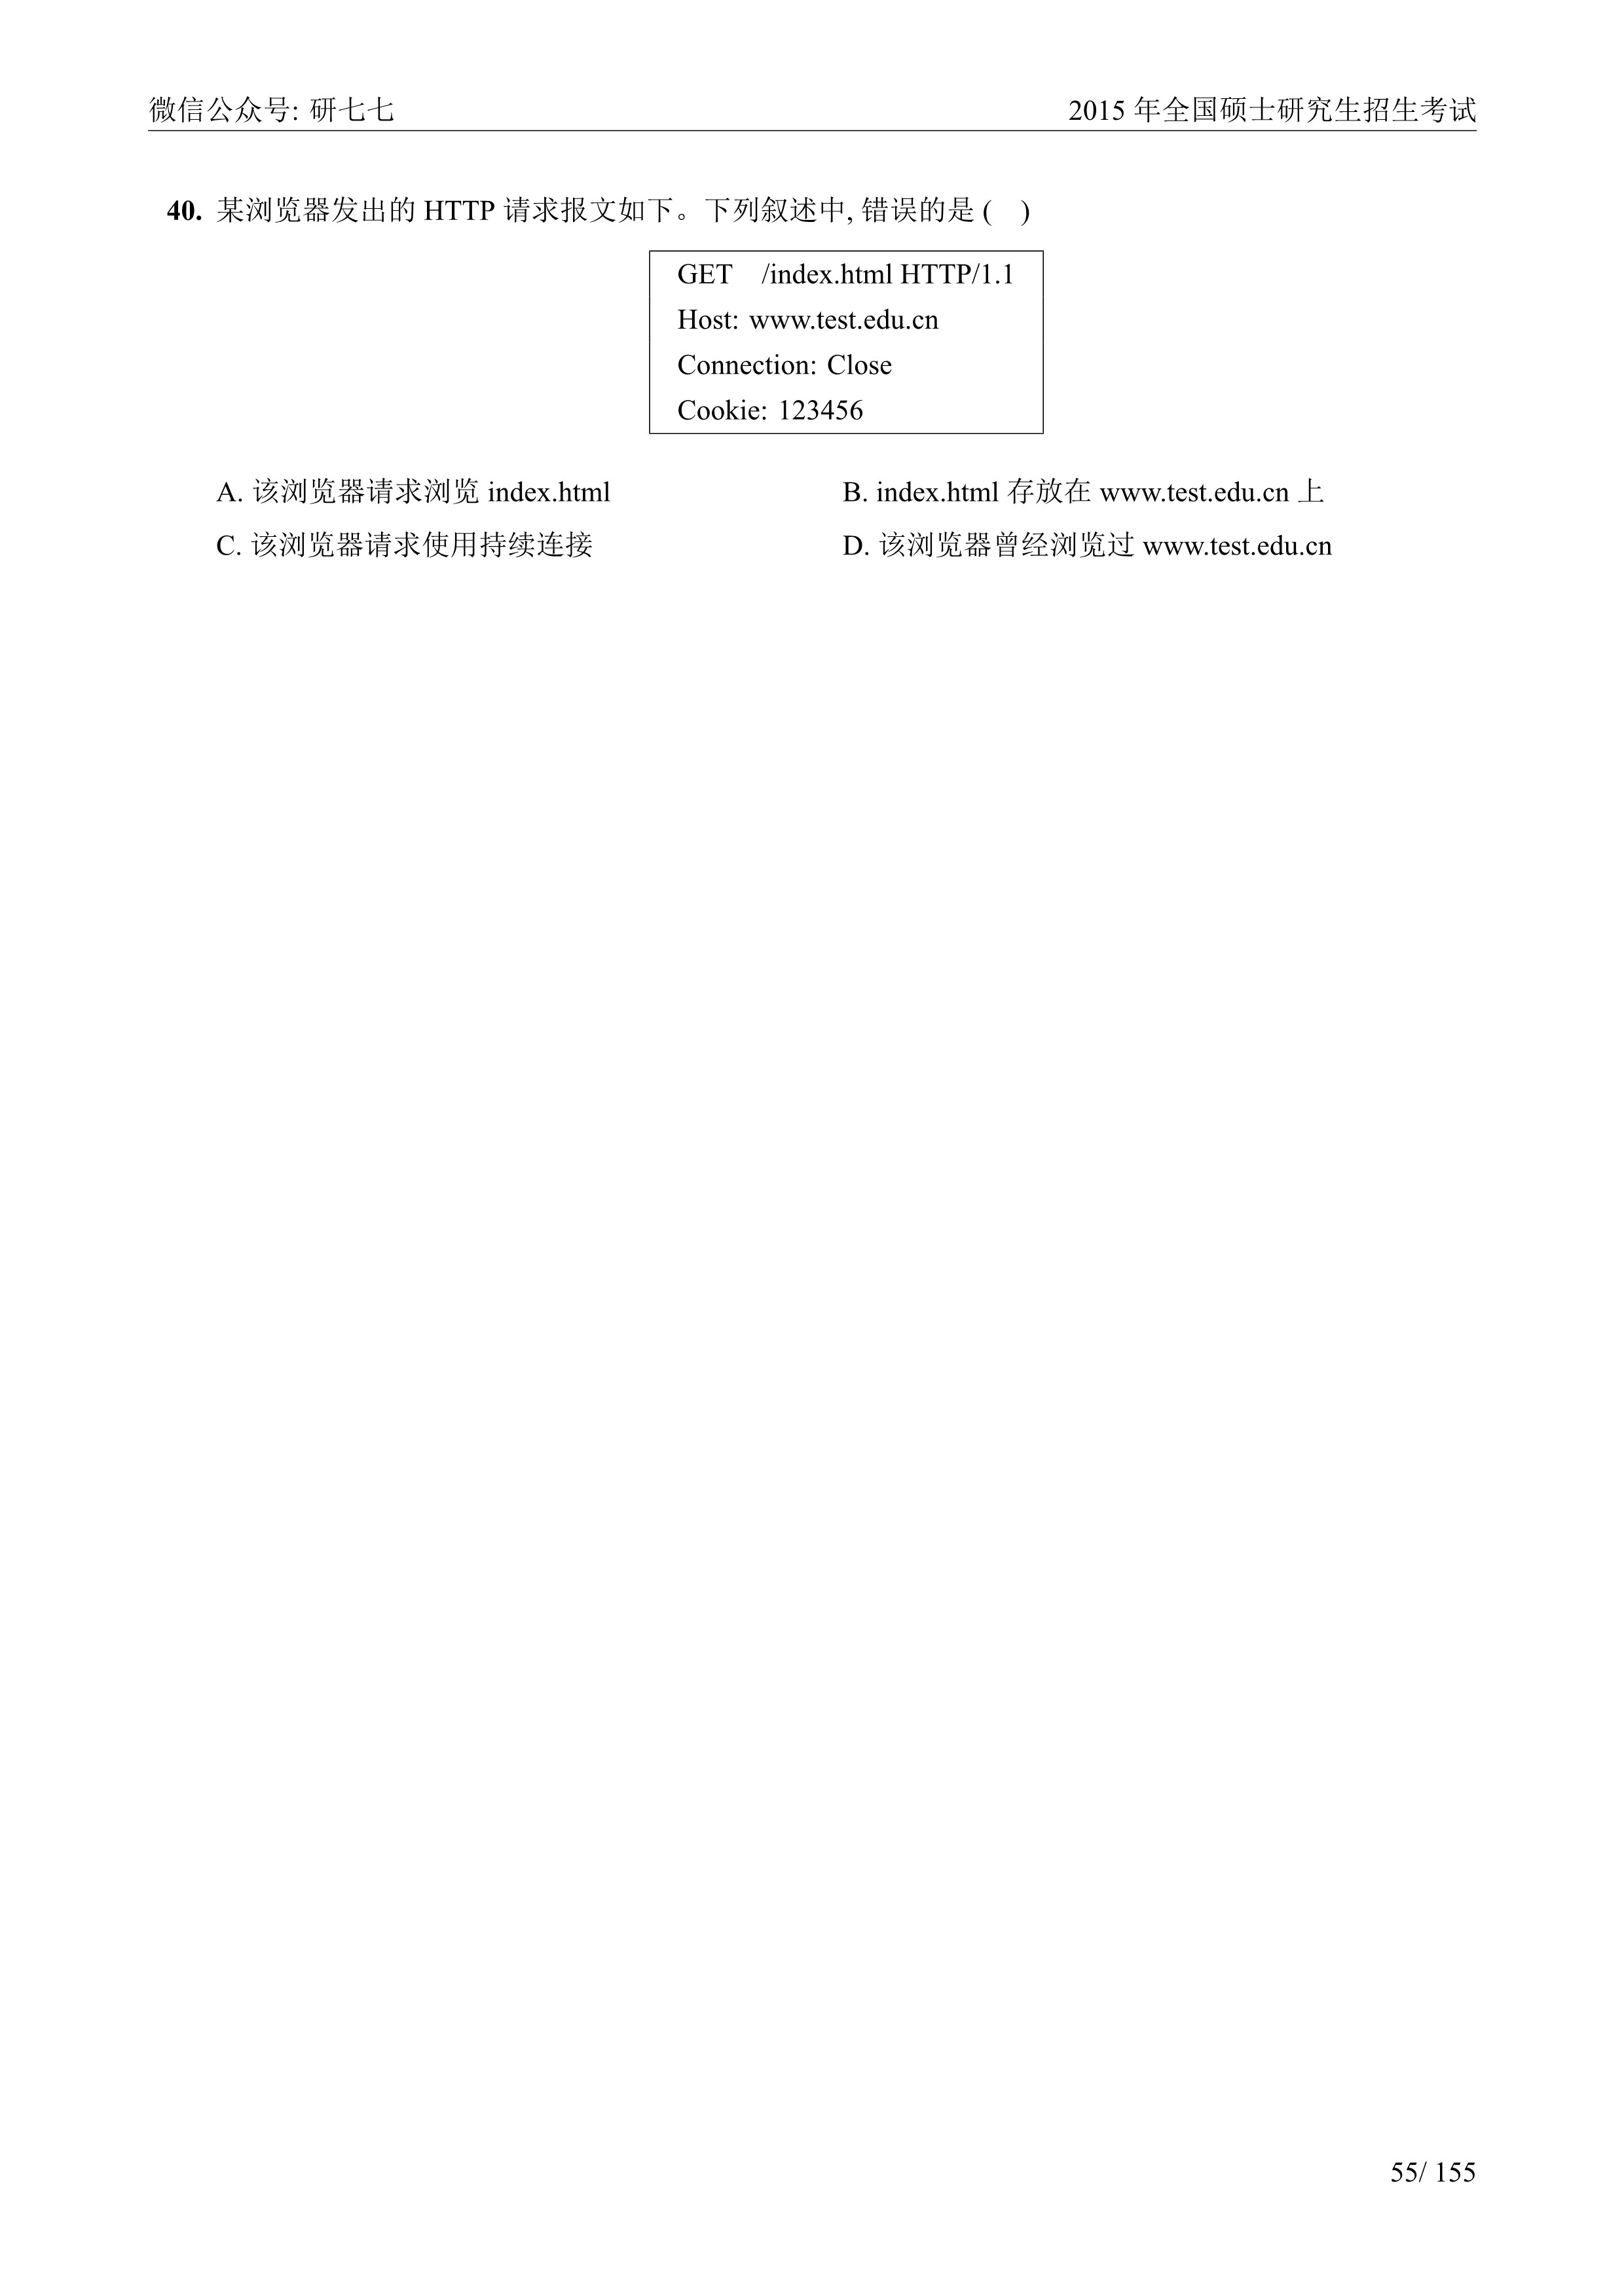 微信公众号: 研七七
2015 年全国硕士研究生招生考试
40. 某浏览器发出的 HTTP 请求报文如下。下列叙述中, 错误的是 ( )
GET /index.html HTTP/1.1
Host: www.test.edu.cn
Connection: Close
Cookie: 123456
A. 该浏览器请求浏览 index.html
B. index.html 存放在 www.test.edu.cn 上
C. 该浏览器请求使用持续连接
D. 该浏览器曾经浏览过 www.test.edu.cn
55/ 155